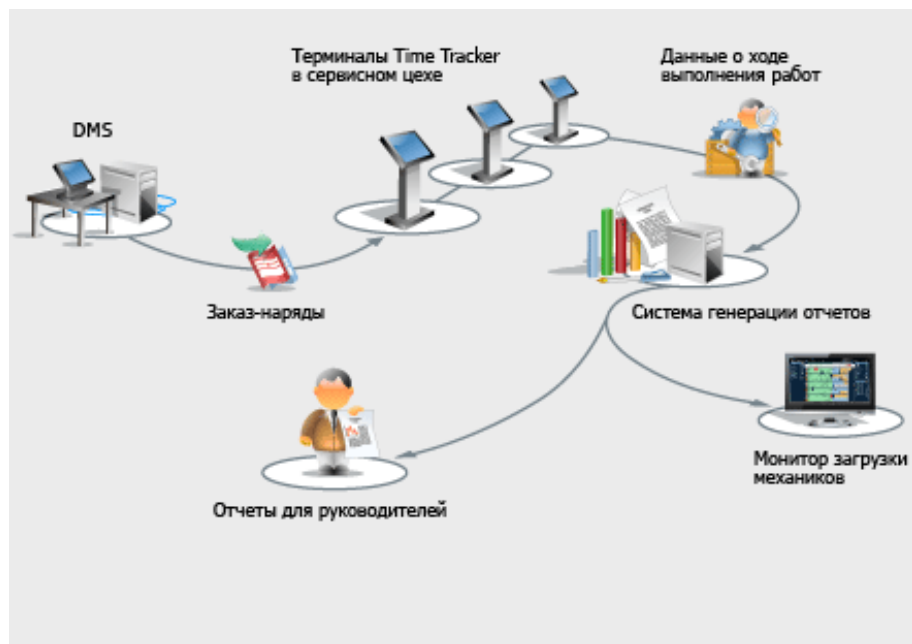 Терминалы Time Tracker
в сервисном цехе
Данные о ходе
выполнения работ
DMS
Заказ-наряды
Система генерации отчетов
Монитор загрузки
механиков
Отчеты для руководителей